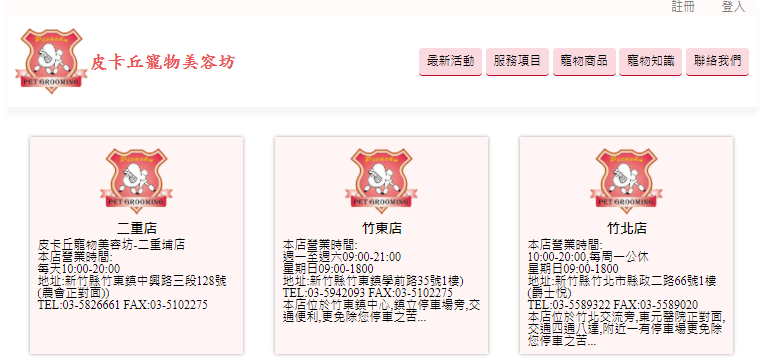 註冊 登入
皮卡丘寵物美容坊
最新活動 服務項目 寵物商品 寵物知識 聯絡我們
Picachu
PET GROOMING
Picachu
PET GROOMING
二重店
皮卡丘寵物美容坊-二重埔店
本店營業時間:
每天10:00-20:00
地址:新竹縣竹東鎮中興路三段128號
(農會正對面))
TEL:03-5826661 FAX:03-5102275
Picachu
PET GROOMING
竹東店
本店營業時間:
週一至週六09:00-21:00
星期日09:00-1800
地址:新竹縣竹東鎮學前路35號1樓)
TEL:03-5942093 FAX:03-5102275
本店位於竹東鎮中心,鎮立停車場旁,交
通便利,更免除您停車之苦...
Picachu
PET GROOMING
竹北店
本店營業時間:
10:00-20:00,每周一公休
星期日09:00-1800
地址:新竹縣竹北市縣政二路66號1樓
(爵士悅)
TEL:03-5589322 FAX:03-5589020
本店位於竹北交流旁,東元醫院正對面,
交通四通八達,附近一有停車場更免除
您停車之苦...